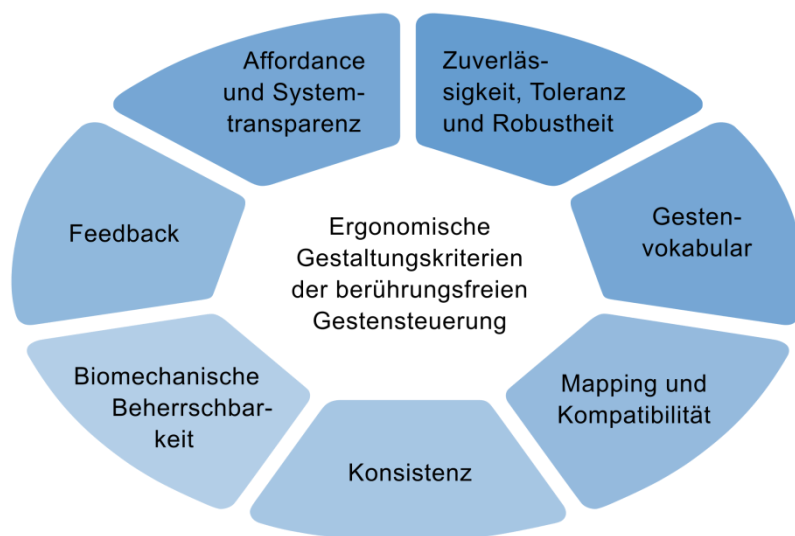 Affordance
und System-
transparenz
Zuverläs-
sigkeit, Toleranz
und Robustheit
Feedback
Ergonomische
Gestaltungskriterien
der berührungsfreien
Gestensteuerung
Gesten-
vokabular
Biomechanische
Beherrschbar-
keit
Mapping und
Kompatibilität
Konsistenz